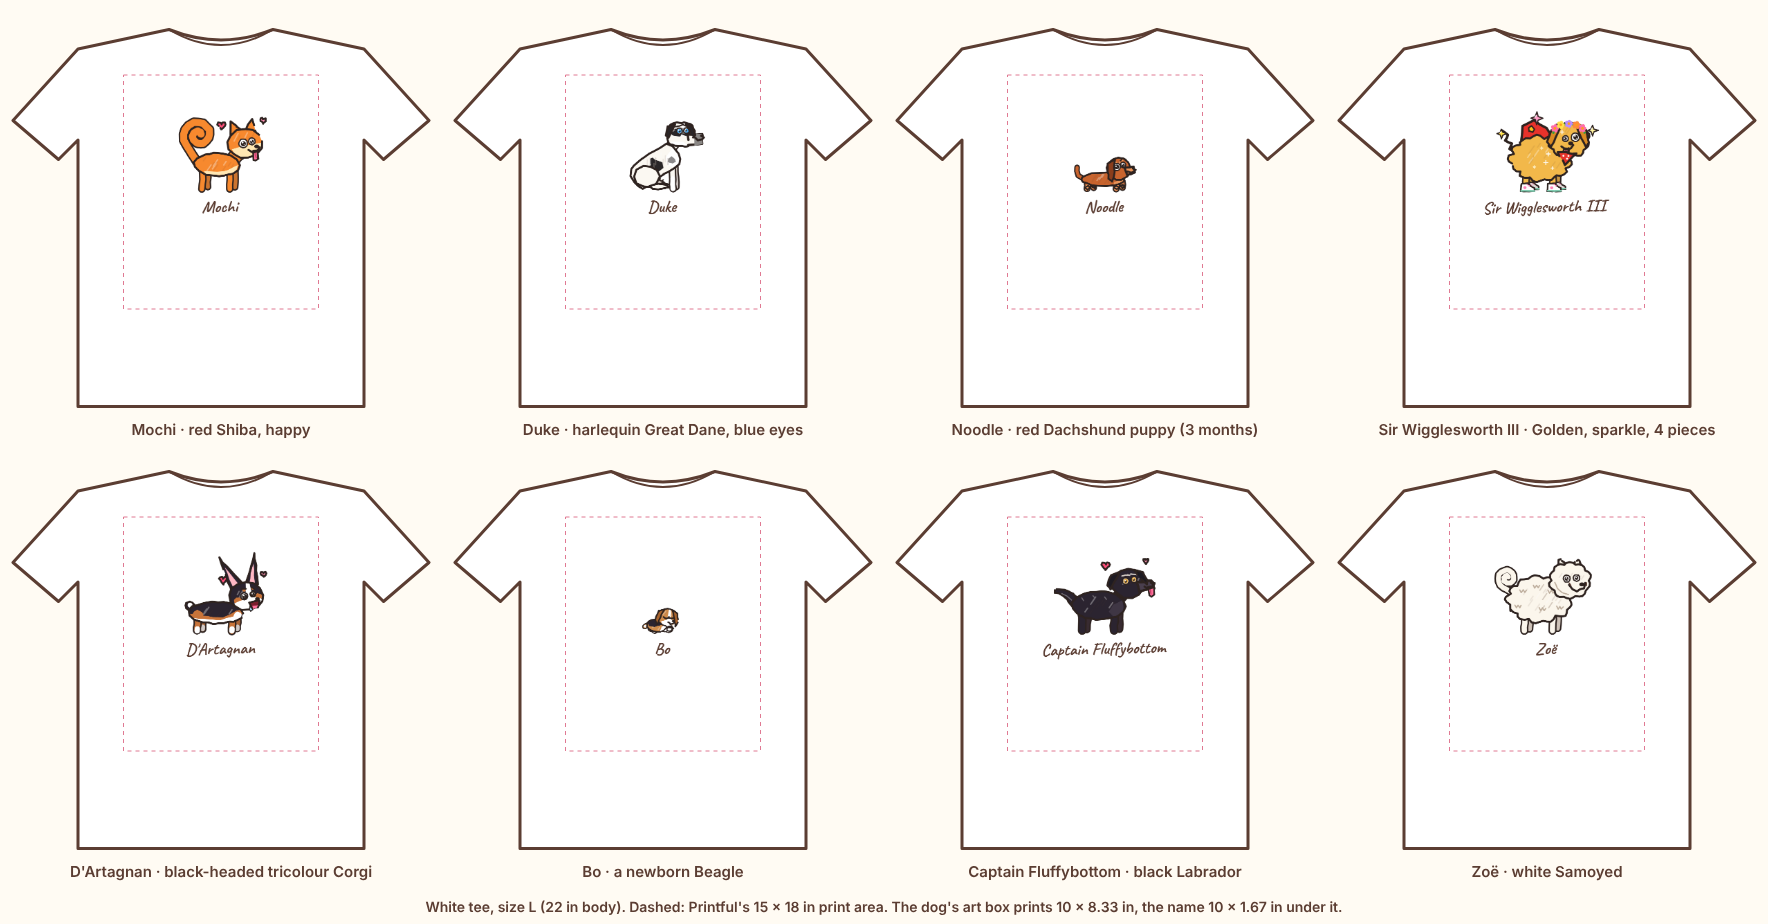 Mochi
Duke
Noodle
Sir Wigglesworth III
Mochi · red Shiba, happy
Duke · harlequin Great Dane, blue eyes
Noodle · red Dachshund puppy (3 months)
Sir Wigglesworth III · Golden, sparkle, 4 pieces
D'Artagnan
Bo
Captain Fluffybottom
Zoë
D'Artagnan · black-headed tricolour Corgi
Bo · a newborn Beagle
Captain Fluffybottom · black Labrador
Zoë · white Samoyed
White tee, size L (22 in body). Dashed: Printful's 15 × 18 in print area. The dog's art box prints 10 × 8.33 in, the name 10 × 1.67 in under it.